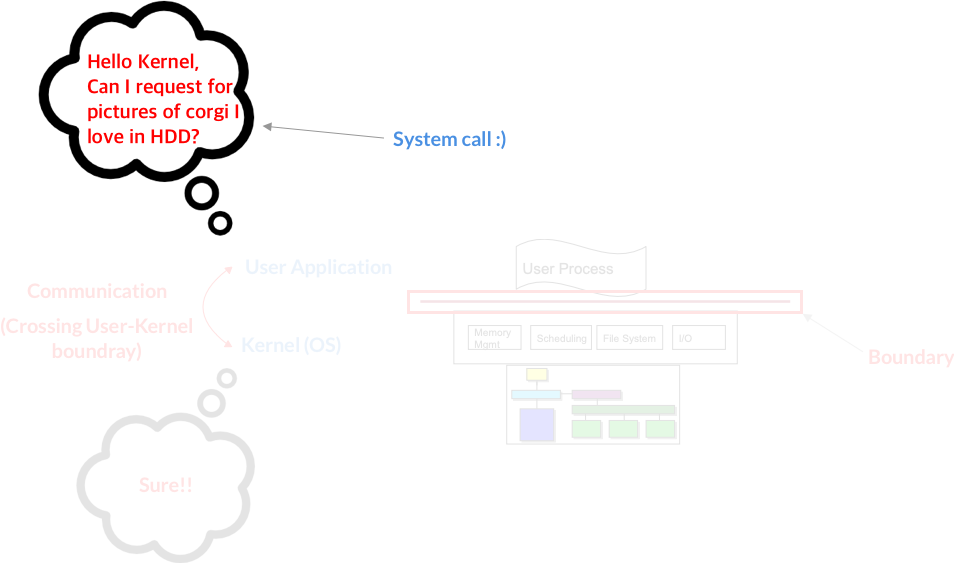 Hello Kernel,
Can I request for
pictures of corgi I
love in HDD?
System call :)
User Application
Communication
(Crossing User-Kernel
boundray)
Kernel (OS)
Sure!!
User Process
Memory
Mgmt
Scheduling
File System
I/O
Boundary